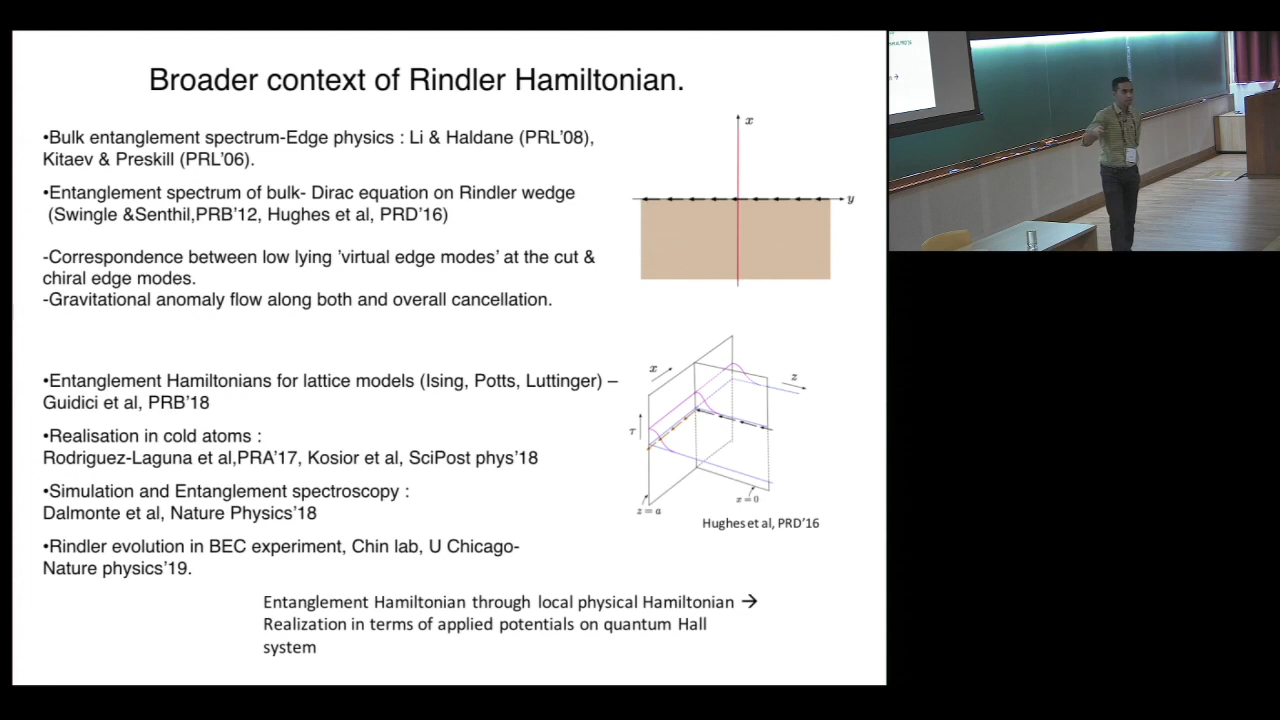 Broader context of Rindler Hamiltonian.
•Bulk entanglement spectrum-Edge physics : Li & Haldane (PRL'08),
Kitaev & Preskill (PRL'06).
•Entanglement spectrum of bulk- Dirac equation on Rindler wedge
(Swingle &Senthil,PRB'12, Hughes et al, PRD'16)
-Correspondence between low lying 'virtual edge modes' at the cut &
chiral edge modes.
-Gravitational anomaly flow along both and overall cancellation.
•Entanglement Hamiltonians for lattice models (Ising, Potts, Luttinger) –
Guidici et al, PRB'18
•Realisation in cold atoms :
Rodriguez-Laguna et al,PRA'17, Kosior et al, SciPost phys'18
•Simulation and Entanglement spectroscopy :
Dalmonte et al, Nature Physics'18
•Rindler evolution in BEC experiment, Chin lab, U Chicago-
Nature physics'19.
Entanglement Hamiltonian through local physical Hamiltonian →
Realization in terms of applied potentials on quantum Hall
system
x
y
x
z
τ
z = a
x = 0
Hughes et al, PRD'16